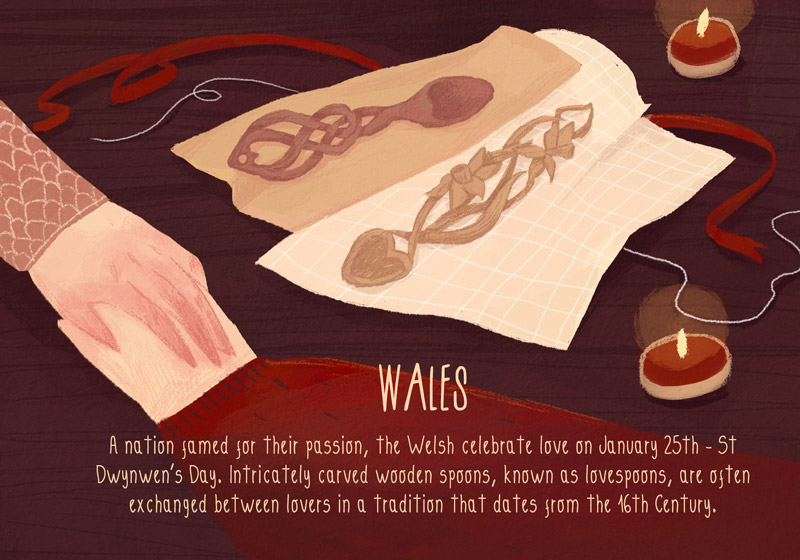 WALES
A nation famed for their passion, the Welsh celebrate love on January 25th - St
Dwynwen's Day. Intricately carved wooden spoons, known as lovespoons, are often
exchanged between lovers in a tradition that dates from the 16th Century.